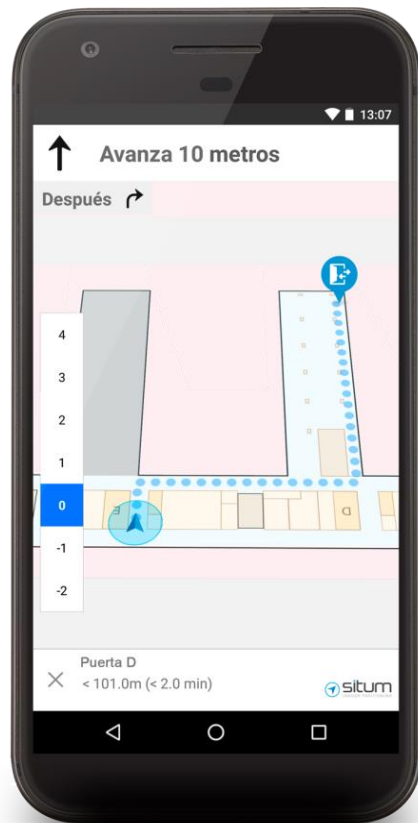 13:07
Avanza 10 metros
Después
4
3
2
1
0
-1
-2
E
D
Puerta D
< 101.0m (< 2.0 min)
situm